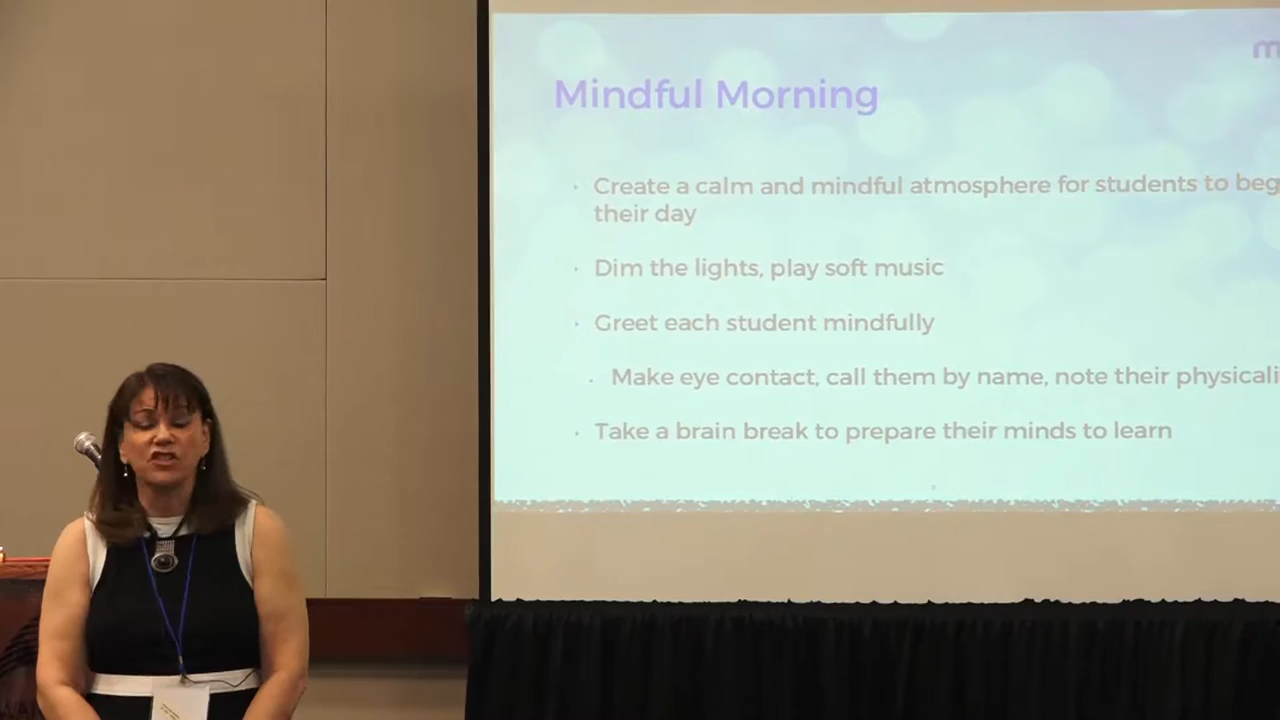 Mindful Morning
Create a calm and mindful atmosphere for students to beg
their day
Dim the lights, play soft music
Greet each student mindfully
Make eye contact, call them by name, note their physicali
Take a brain break to prepare their minds to learn